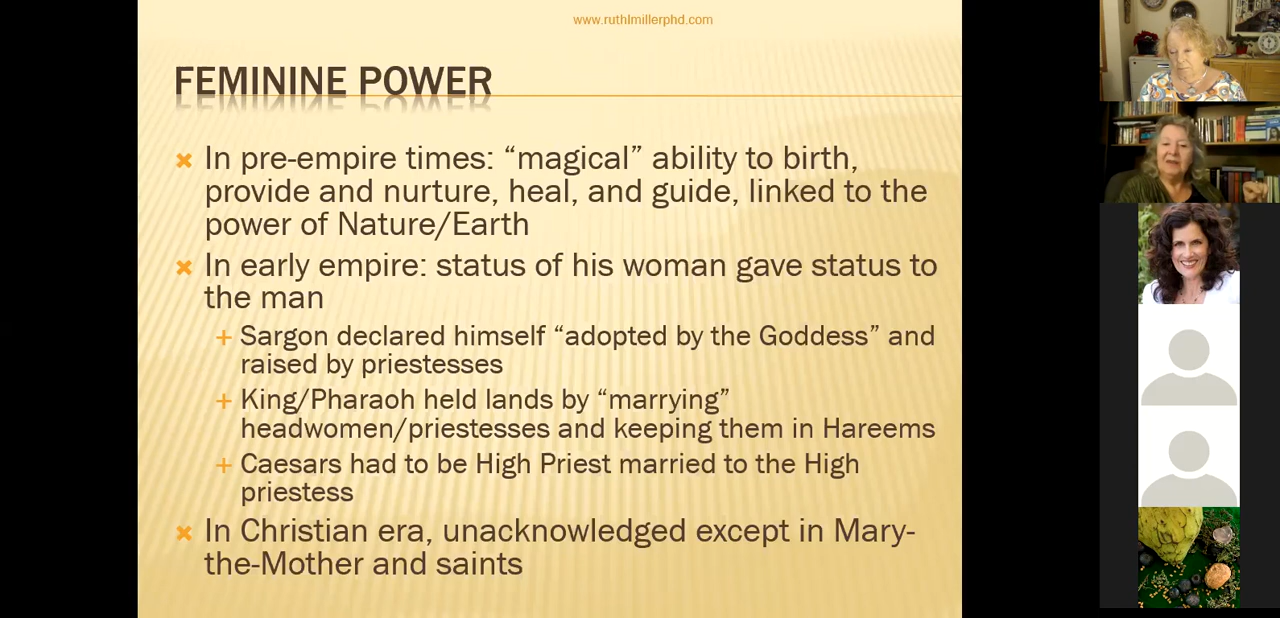 www.ruthlmillerphd.com
FEMININE POWER
In pre-empire times: “magical” ability to birth,
provide and nurture, heal, and guide, linked to the
power of Nature/Earth
In early empire: status of his woman gave status to
the man
Sargon declared himself “adopted by the Goddess” and
raised by priestesses
King/Pharaoh held lands by “marrying”
headwomen/priestesses and keeping them in Hareems
Caesars had to be High Priest married to the High
priestess
In Christian era, unacknowledged except in Mary-
the-Mother and saints